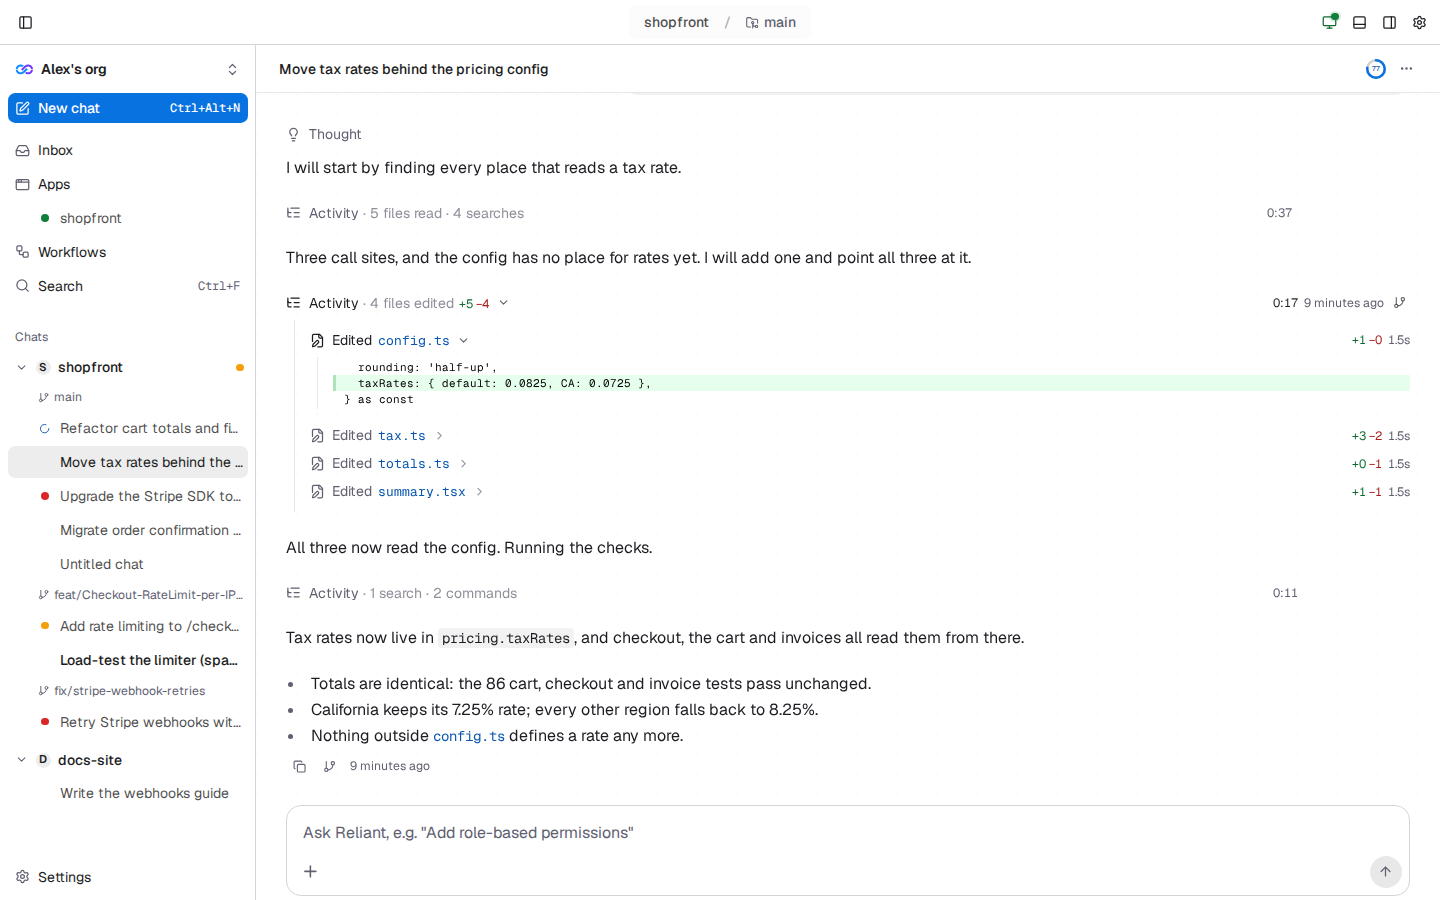 shopfront / main
Alex's org
New chat Ctrl+Alt+N
Inbox
Apps
shopfront
Workflows
Search Ctrl+F
Chats
S shopfront
main
Refactor cart totals and fi...
Move tax rates behind the ...
Upgrade the Stripe SDK to...
Migrate order confirmation ...
Untitled chat
feat/Checkout-RateLimit-per-IP...
Add rate limiting to /check...
Load-test the limiter (spa...
fix/stripe-webhook-retries
Retry Stripe webhooks wit...
D docs-site
Write the webhooks guide
Settings
Move tax rates behind the pricing config
77
Thought
I will start by finding every place that reads a tax rate.
Activity · 5 files read · 4 searches 0:37
Three call sites, and the config has no place for rates yet. I will add one and point all three at it.
Activity · 4 files edited +5 −4 0:17 9 minutes ago
Edited config.ts +1 −0 1.5s
rounding: 'half-up',
taxRates: { default: 0.0825, CA: 0.0725 },
} as const
Edited tax.ts +3 −2 1.5s
Edited totals.ts +0 −1 1.5s
Edited summary.tsx +1 −1 1.5s
All three now read the config. Running the checks.
Activity · 1 search · 2 commands 0:11
Tax rates now live in pricing.taxRates, and checkout, the cart and invoices all read them from there.
• Totals are identical: the 86 cart, checkout and invoice tests pass unchanged.
• California keeps its 7.25% rate; every other region falls back to 8.25%.
• Nothing outside config.ts defines a rate any more.
9 minutes ago
Ask Reliant, e.g. "Add role-based permissions"